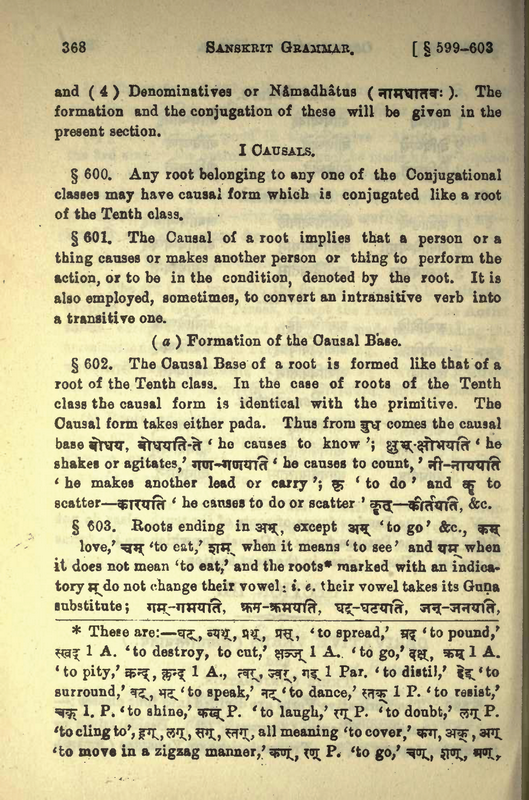 368 SANSKRIT GRAMMAR. [ § 599-603
and ( 4 ) Denominatives or Nâmadhâtus ( नामधातवः ). The
formation and the conjugation of these will be given in the
present section.
I CAUSALS.
§ 600. Any root belonging to any one of the Conjugational
classes may have causal form which is conjugated like a root
of the Tenth class.
§ 601. The Causal of a root implies that a person or a
thing causes or makes another person or thing to perform the
action, or to be in the condition, denoted by the root. It is
also employed, sometimes, to convert an intransitive verb into
a transitive one.
( a ) Formation of the Causal Base.
§ 602. The Causal Base of a root is formed like that of a
root of the Tenth class. In the case of roots of the Tenth
class the causal form is identical with the primitive. The
Causal form takes either pada. Thus from बुध comes the causal
base बोधय, बोधयति-ते ‘ he causes to know ’; क्षुभ्-क्षोभयति ‘ he
shakes or agitates,’ गण-गणयति ‘ he causes to count, ’ नी-नाययति
‘ he makes another lead or carry ’; कृ ‘ to do ’ and कॄ to
scatter—कारयति ‘ he causes to do or scatter ’ कृत्-कीर्तयति, &c.
§ 603. Roots ending in अम्, except अम् ‘to go’ &c., कम्
love,’ चम् ‘to eat,’ शम् when it means ‘to see’ and यम् when
it does not mean ‘to eat,’ and the roots* marked with an indica-
tory म् do not change their vowel: i. e. their vowel takes its Guṇa
substitute; गम्-गमयति, क्रम-क्रमयति, घट्-घटयति, जन्-जनयति,
* These are:—घट्, व्यथ्, प्रथ्, प्रस्, ‘to spread,’ म्रद् ‘to pound,’
स्खद् 1 A. ‘to destroy, to cut,’ क्षञ्ज् 1 A. ‘to go,’ दक्ष्, 1 A.
‘to pity,’ क्रन्द्, क्लन्द् 1 A., त्वर्, ज्वर्, गड् 1 Par. ‘to distil,’ हेड् ‘to
surround,’ वट्, भट् ‘to speak,’ नट् ‘to dance,’ स्तक् 1 P. ‘to resist,’
चक् 1. P. ‘to shine,’ कख् P. ‘to laugh,’ रग् P. ‘to doubt,’ लग् P.
‘to cling to’, ह्रग्, ह्लग्, सग्, स्तग्, all meaning ‘to cover,’ कग, अक्, अग्
‘to move in a zigzag manner,’ कण्, रण् P. ‘to go,’ चण्, शण्, श्रण्,